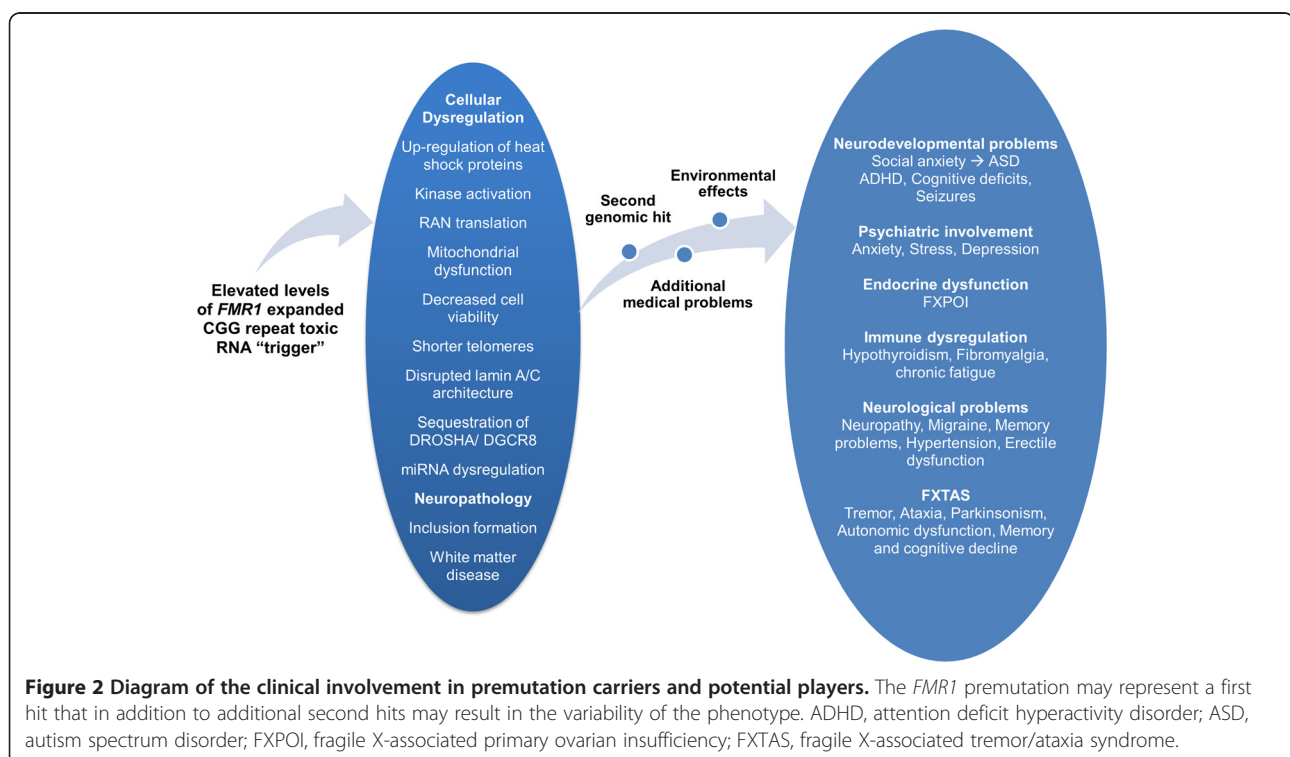 Elevated levels
of FMR1 expanded
CGG repeat toxic
RNA “trigger”
Cellular
Dysregulation
Up-regulation of heat
shock proteins
Kinase activation
RAN translation
Mitochondrial
dysfunction
Decreased cell
viability
Shorter telomeres
Disrupted lamin A/C
architecture
Sequestration of
DROSHA/ DGCR8
miRNA dysregulation
Neuropathology
Inclusion formation
White matter
disease
Second
genomic hit
Environmental
effects
Additional
medical problems
Neurodevelopmental problems
Social anxiety → ASD
ADHD, Cognitive deficits,
Seizures
Psychiatric involvement
Anxiety, Stress, Depression
Endocrine dysfunction
FXPOI
Immune dysregulation
Hypothyroidism, Fibromyalgia,
chronic fatigue
Neurological problems
Neuropathy, Migraine, Memory
problems, Hypertension, Erectile
dysfunction
FXTAS
Tremor, Ataxia, Parkinsonism,
Autonomic dysfunction, Memory
and cognitive decline
Figure 2 Diagram of the clinical involvement in premutation carriers and potential players. The FMR1 premutation may represent a first
hit that in addition to additional second hits may result in the variability of the phenotype. ADHD, attention deficit hyperactivity disorder; ASD,
autism spectrum disorder; FXPOI, fragile X-associated primary ovarian insufficiency; FXTAS, fragile X-associated tremor/ataxia syndrome.